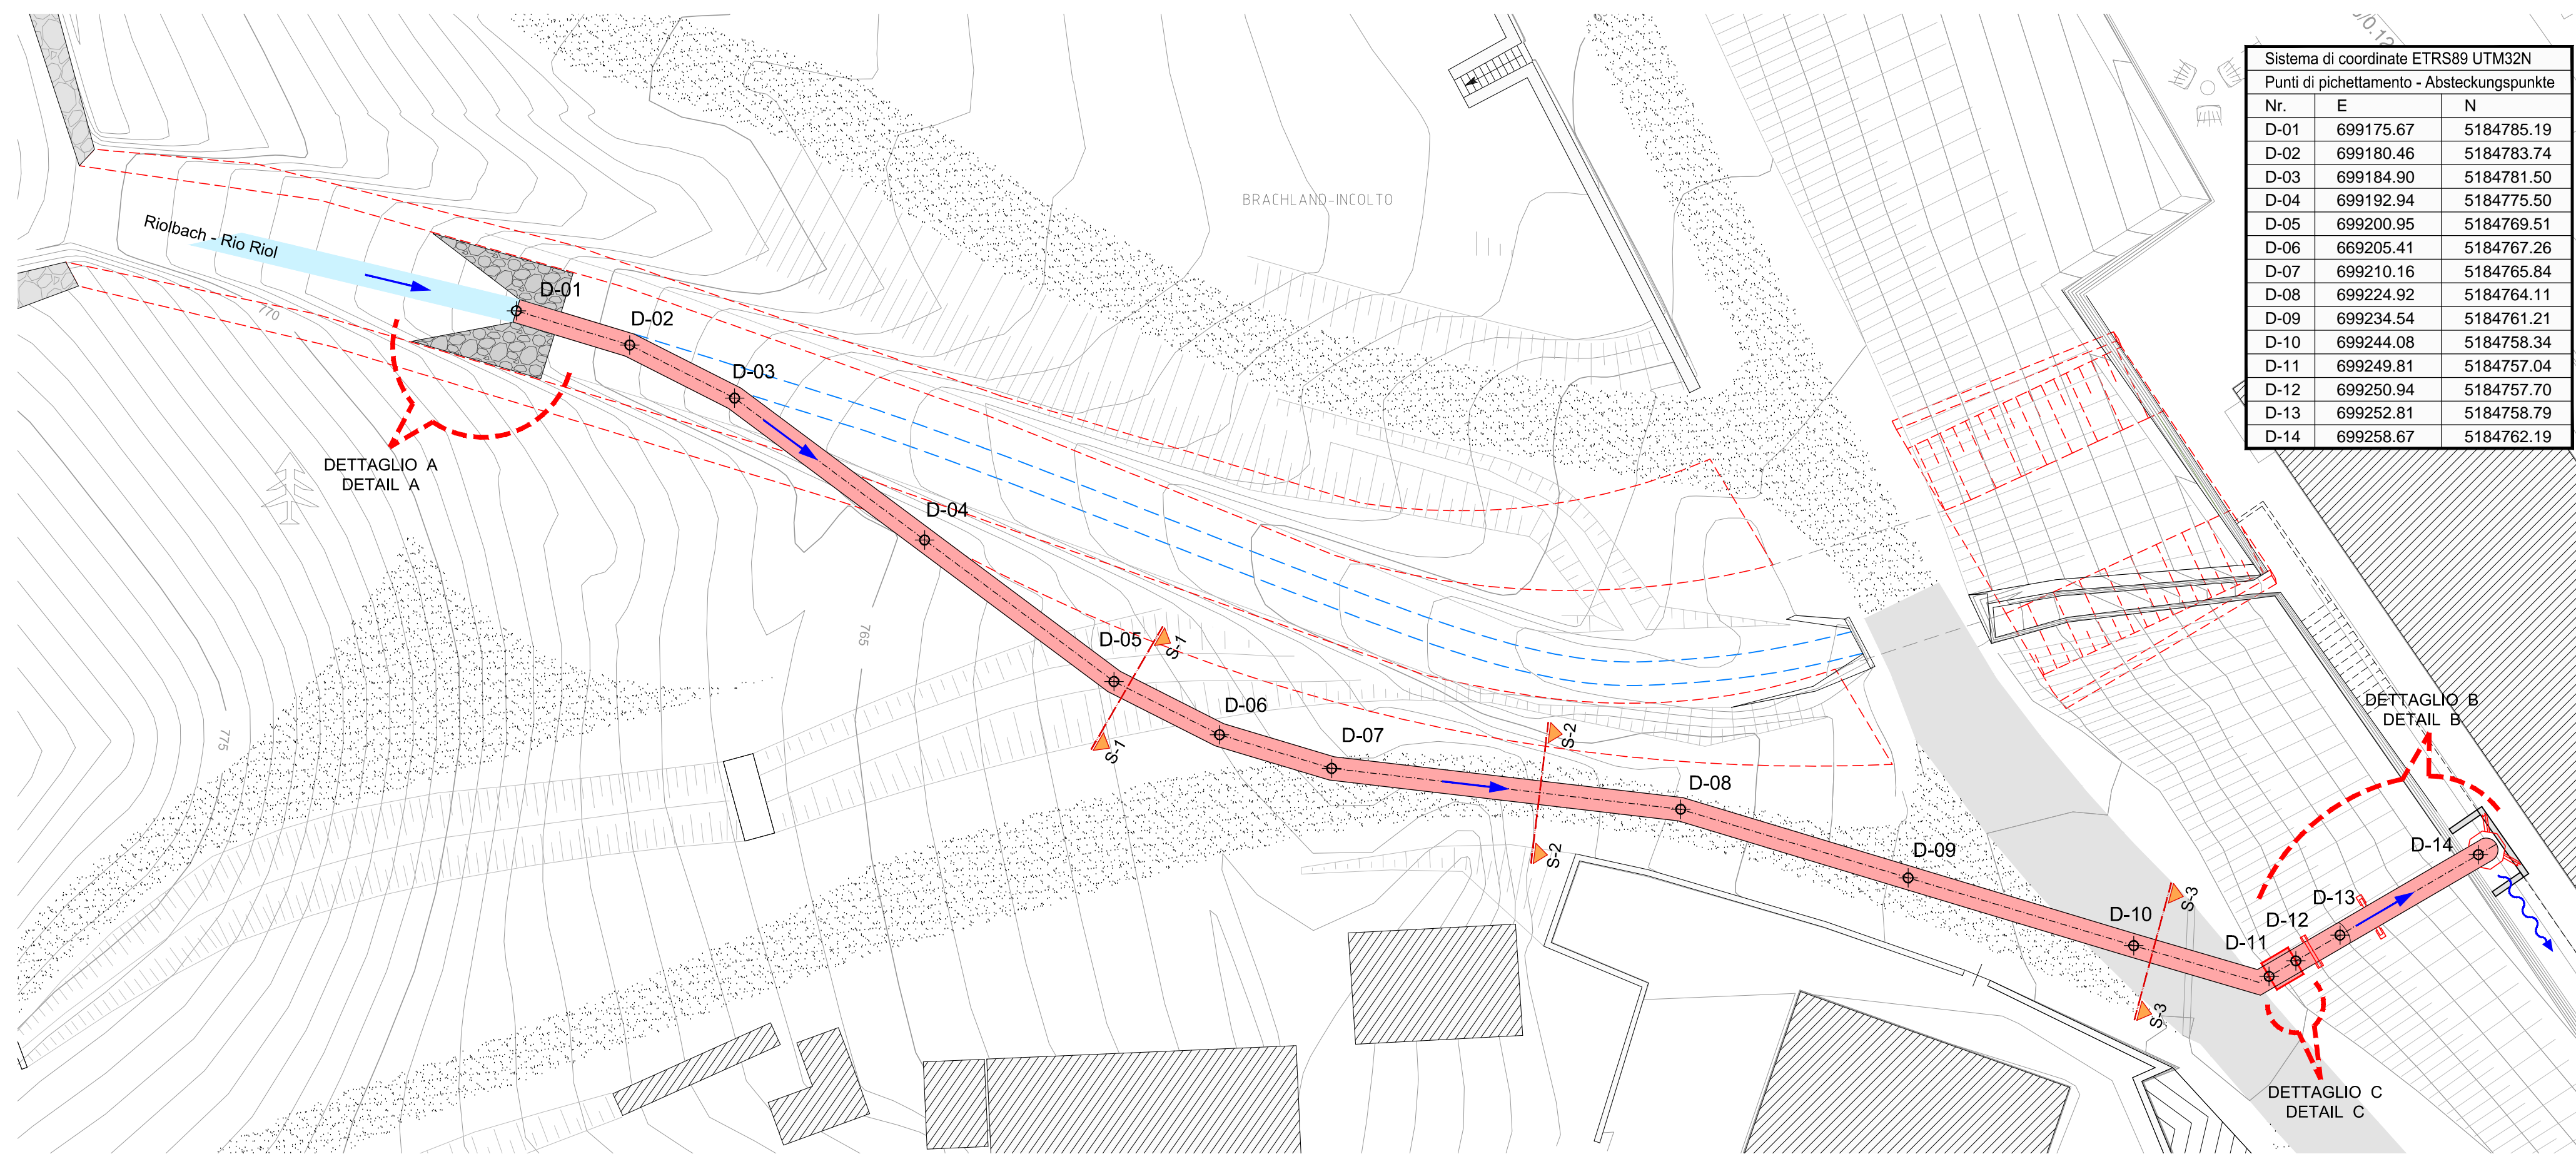 0/0.12
Sistema di coordinate ETRS89 UTM32N
Punti di pichettamento - Absteckungspunkte
Nr. E N
D-01 699175.67 5184785.19
D-02 699180.46 5184783.74
D-03 699184.90 5184781.50
D-04 699192.94 5184775.50
D-05 699200.95 5184769.51
D-06 669205.41 5184767.26
D-07 699210.16 5184765.84
D-08 699224.92 5184764.11
D-09 699234.54 5184761.21
D-10 699244.08 5184758.34
D-11 699249.81 5184757.04
D-12 699250.94 5184757.70
D-13 699252.81 5184758.79
D-14 699258.67 5184762.19
BRACHLAND-INCOLTO
Riolbach - Rio Riol
770
D-01
D-02
D-03
DETTAGLIO A
DETAIL A
D-04
765
775
D-05
S-1
S-1
D-06
D-07
S-2
S-2
D-08
D-09
D-10
S-3
S-3
D-11
D-12
D-13
D-14
DETTAGLIO B
DETAIL B
DETTAGLIO C
DETAIL C